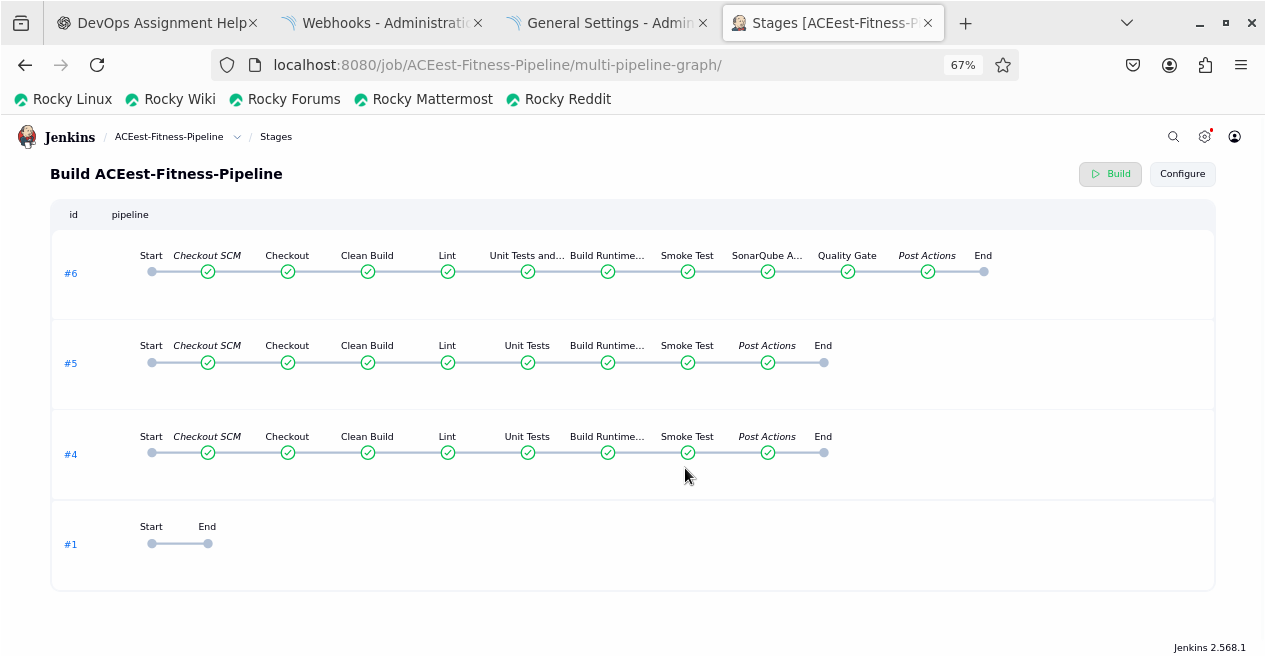 DevOps Assignment Help
Webhooks - Administrati
General Settings - Admin
Stages [ACEest-Fitness-P
localhost:8080/job/ACEest-Fitness-Pipeline/multi-pipeline-graph/
67%
Rocky Linux
Rocky Wiki
Rocky Forums
Rocky Mattermost
Rocky Reddit
Jenkins / ACEest-Fitness-Pipeline / Stages
Build ACEest-Fitness-Pipeline
Build
Configure
id pipeline
Start Checkout SCM Checkout Clean Build Lint Unit Tests and... Build Runtime... Smoke Test SonarQube A... Quality Gate Post Actions End
#6
Start Checkout SCM Checkout Clean Build Lint Unit Tests Build Runtime... Smoke Test Post Actions End
#5
Start Checkout SCM Checkout Clean Build Lint Unit Tests Build Runtime... Smoke Test Post Actions End
#4
Start End
#1
Jenkins 2.568.1